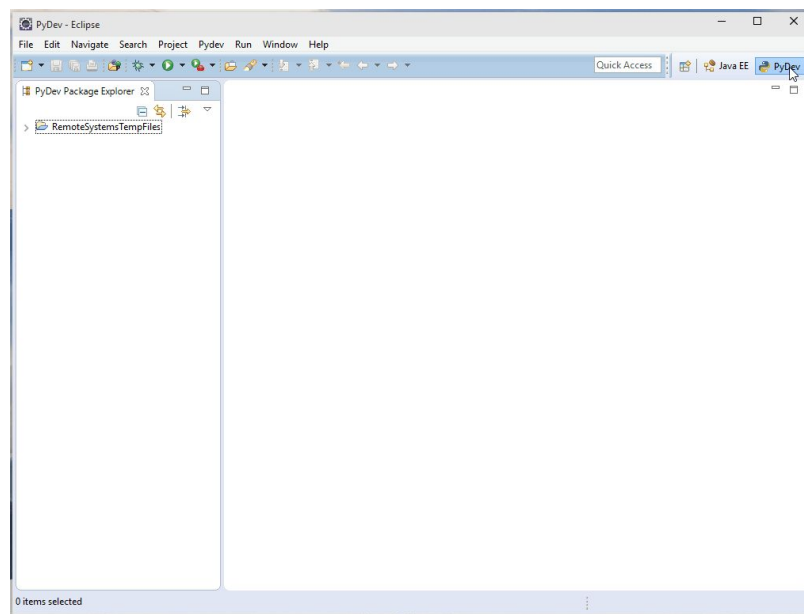 PyDev - Eclipse
File Edit Navigate Search Project Pydev Run Window Help
Quick Access Java EE PyDev
PyDev Package Explorer
RemoteSystemsTempFiles
0 items selected